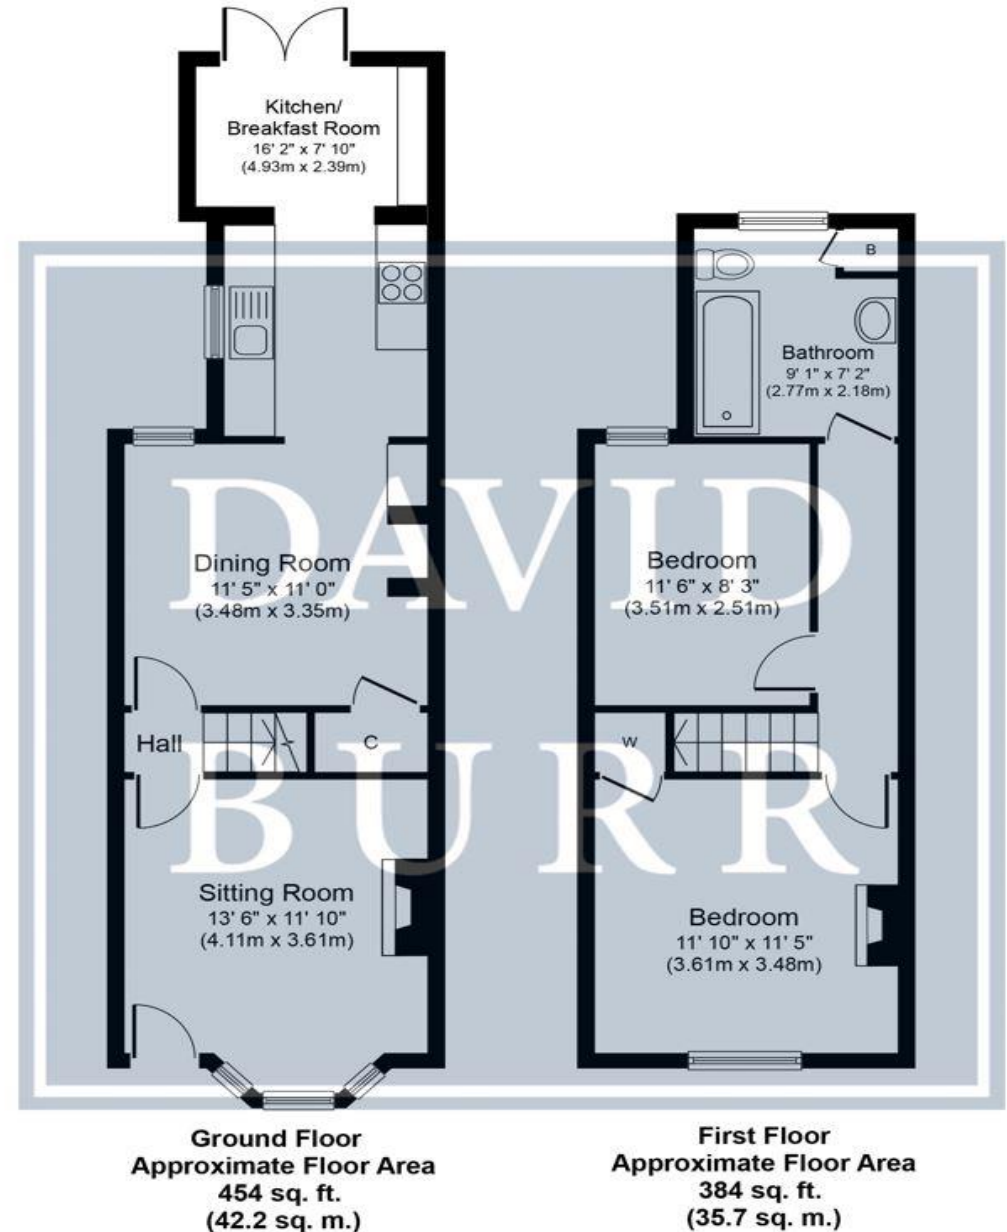 Kitchen/
Breakfast Room
16' 2" x 7' 10"
(4.93m x 2.39m)
B
Bathroom
9' 1" x 7' 2"
(2.77m x 2.18m)
DAVID
BURR
Dining Room
11' 5" x 11' 0"
(3.48m x 3.35m)
Bedroom
11' 6" x 8' 3"
(3.51m x 2.51m)
Hall
C
W
Sitting Room
13' 6" x 11' 10"
(4.11m x 3.61m)
Bedroom
11' 10" x 11' 5"
(3.61m x 3.48m)
Ground Floor
Approximate Floor Area
454 sq. ft.
(42.2 sq. m.)
First Floor
Approximate Floor Area
384 sq. ft.
(35.7 sq. m.)